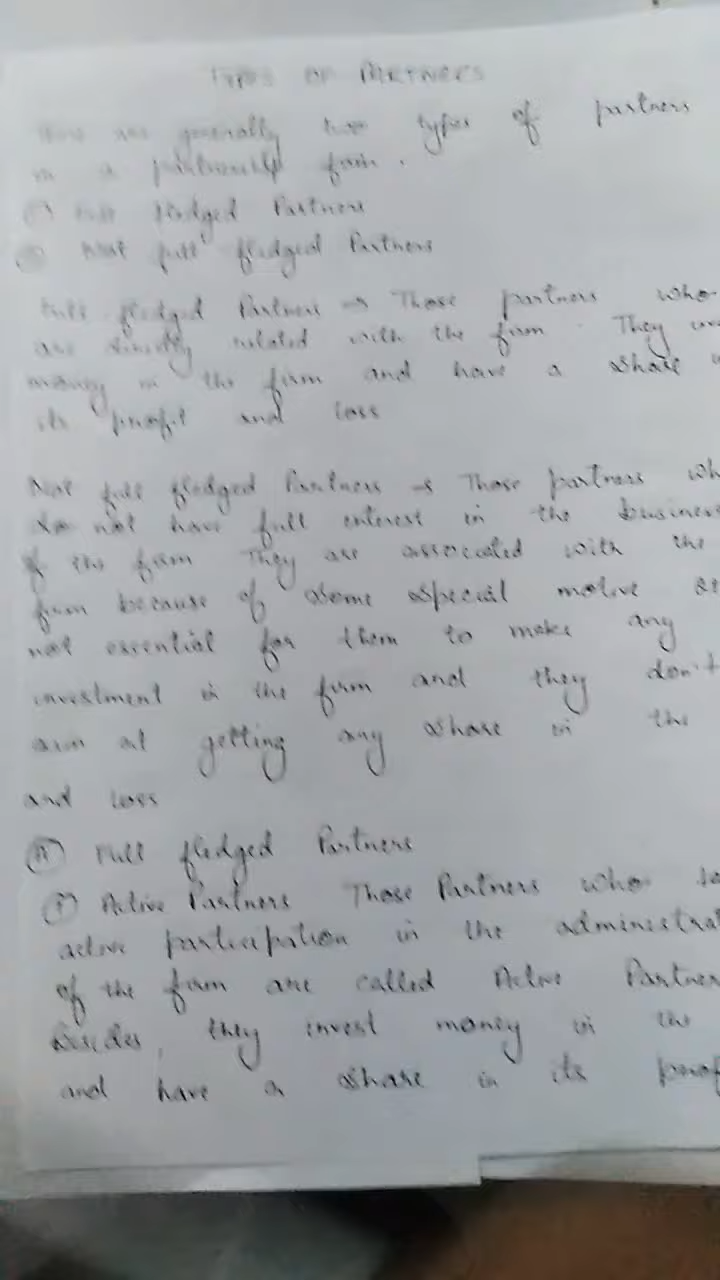 TYPES OF PARTNERS
There are generally two types of partners
in a partnership firm.
(i) Full fledged Partners
(ii) Not full fledged Partners
Full fledged Partners → Those partners who
are directly related with the firm. They
money in the firm and have a share
its profit and loss
Not full fledged Partners → Those partners
do not have full interest in the
of the firm They are associated with the
firm because of some special motive
not essential for them to make any
investment in the firm and they don't
aim at getting any share in the
and loss
(A) Full fledged Partners
(i) Active Partners Those Partners who
active participation in the
of the firm are called Active
Besides, they invest money in the
and have a share in its